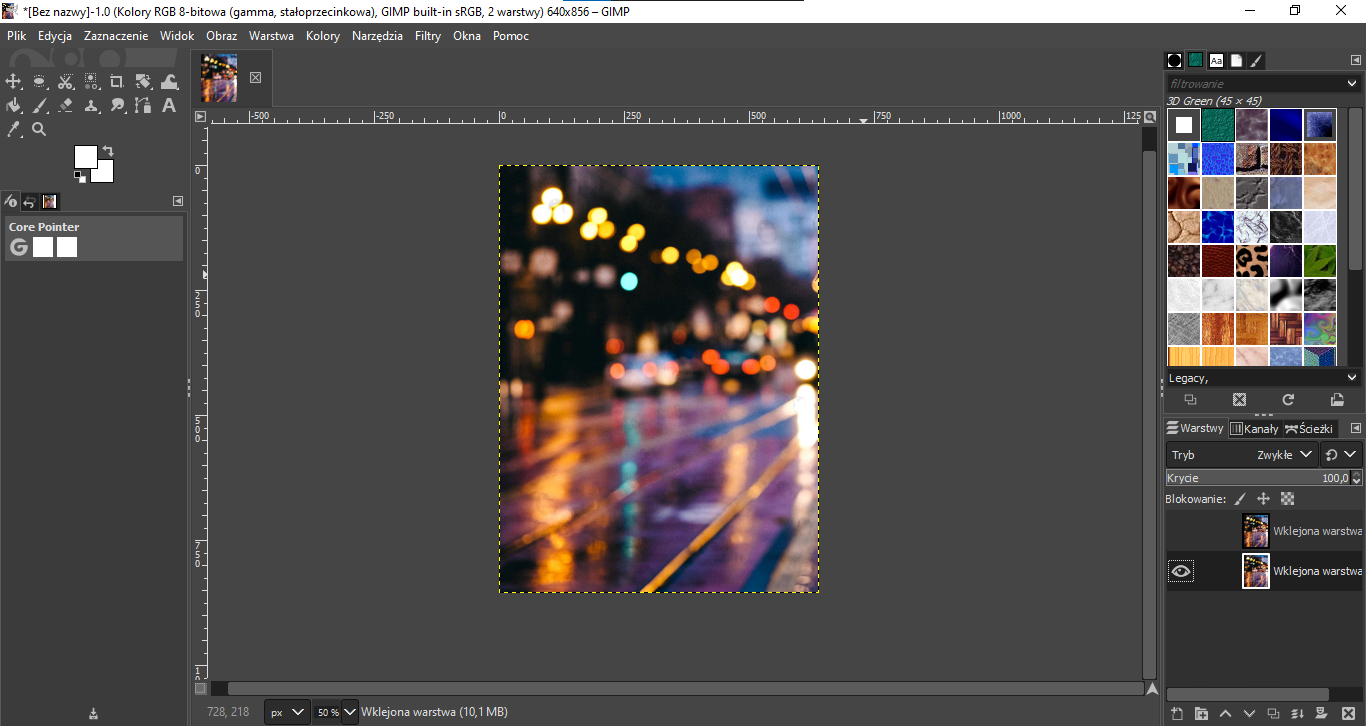 *[Bez nazwy]-1.0 (Kolory RGB 8-bitowa (gamma, stałoprzecinkowa), GIMP built-in sRGB, 2 warstwy) 640x856 – GIMP
Plik Edycja Zaznaczenie Widok Obraz Warstwa Kolory Narzędzia Filtry Okna Pomoc
Aa
filtrowanie
3D Green (45 × 45)
-500 -250 0 250 500 750 1000 125
0
250
500
750
1
Core Pointer
Legacy,
Warstwy Kanały Ścieżki
Tryb Zwykłe
Krycie 100,0
Blokowanie:
Wklejona warstwa
Wklejona warstwa
728, 218 px 50 % Wklejona warstwa (10,1 MB)